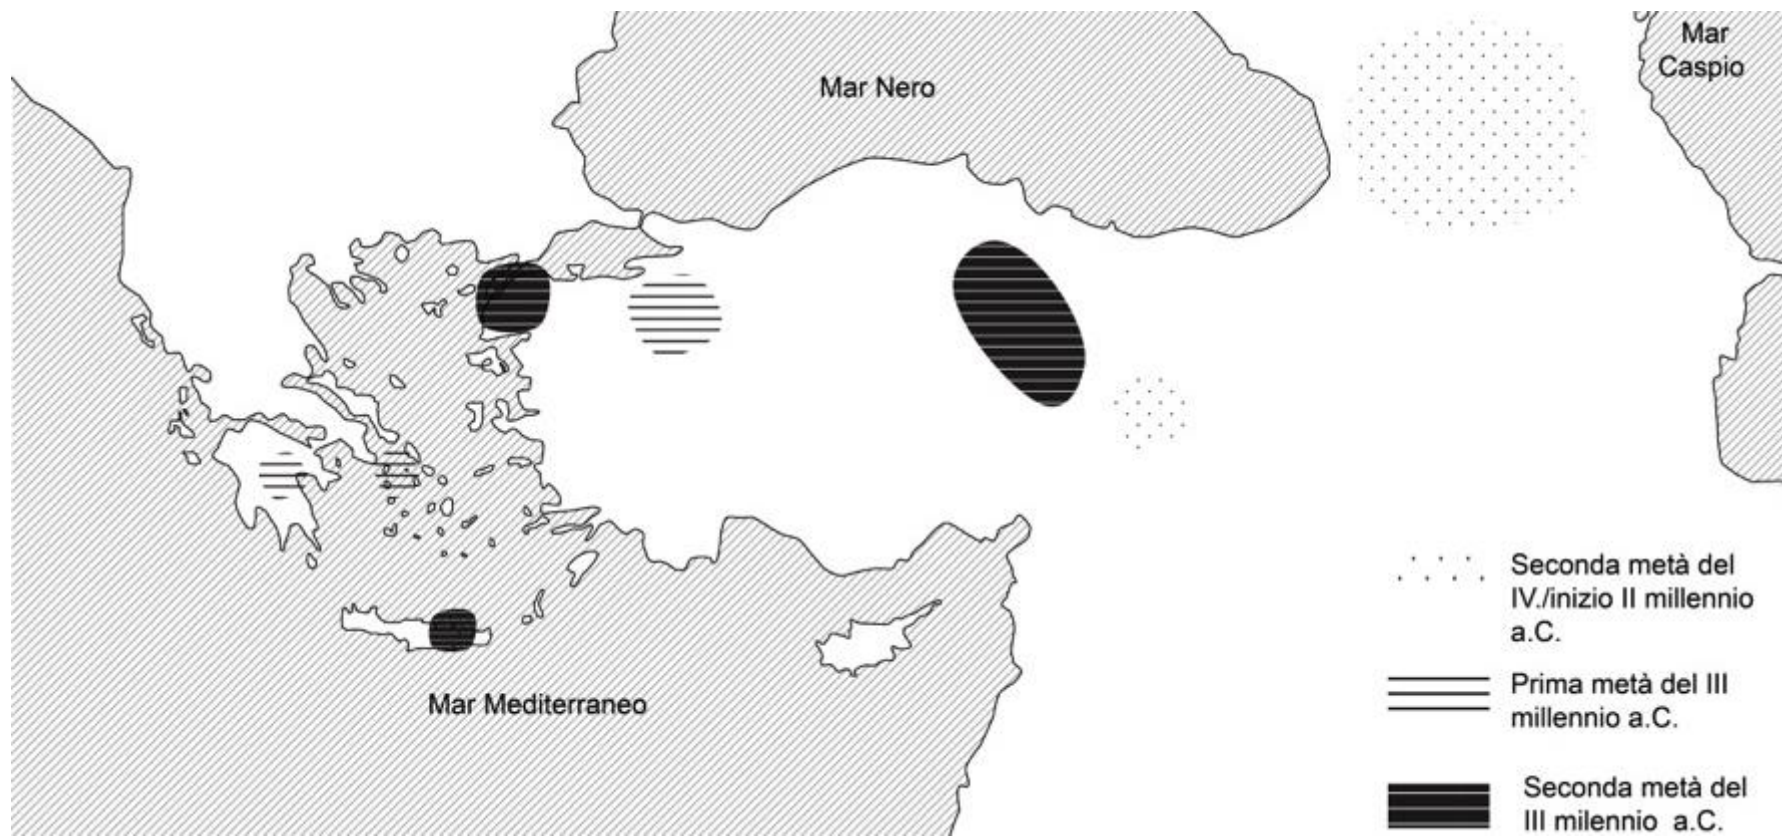 Mar Nero
Mar
Caspio
Mar Mediterraneo
Seconda metà del
IV./inizio II millennio
a.C.
Prima metà del III
millennio a.C.
Seconda metà del
III milennio a.C.